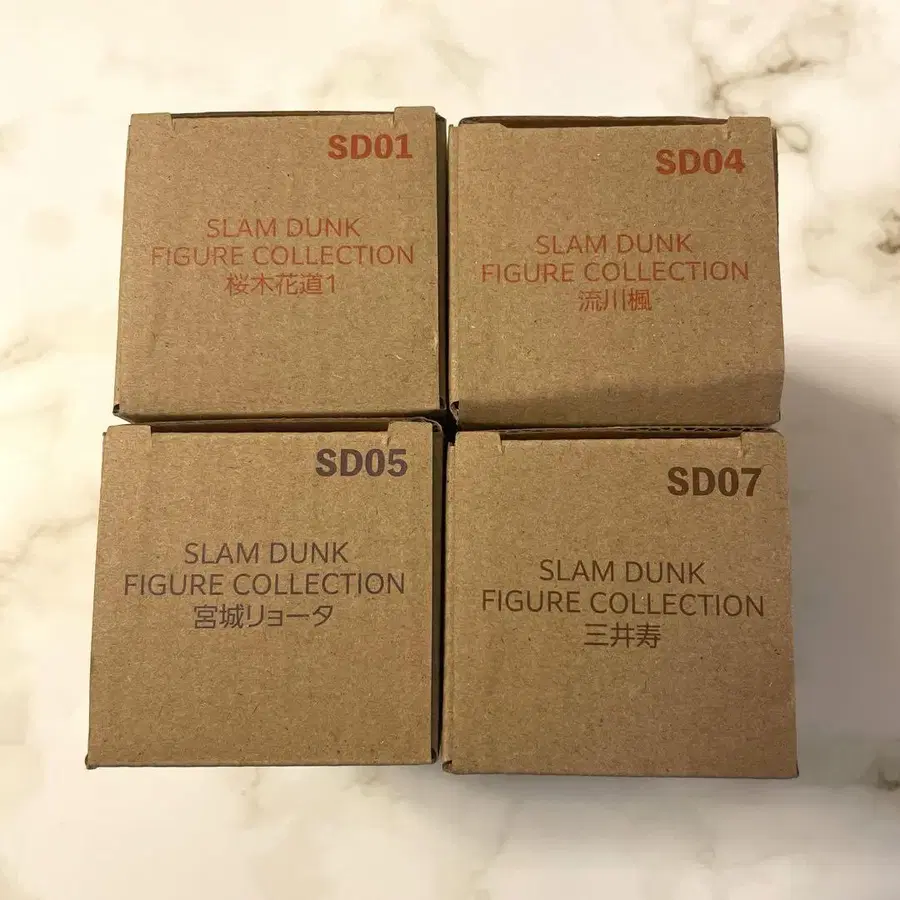 SD01
SLAM DUNK
FIGURE COLLECTION
桜木花道1
SD04
SLAM DUNK
FIGURE COLLECTION
流川楓
SD05
SLAM DUNK
FIGURE COLLECTION
宮城リョータ
SD07
SLAM DUNK
FIGURE COLLECTION
三井寿